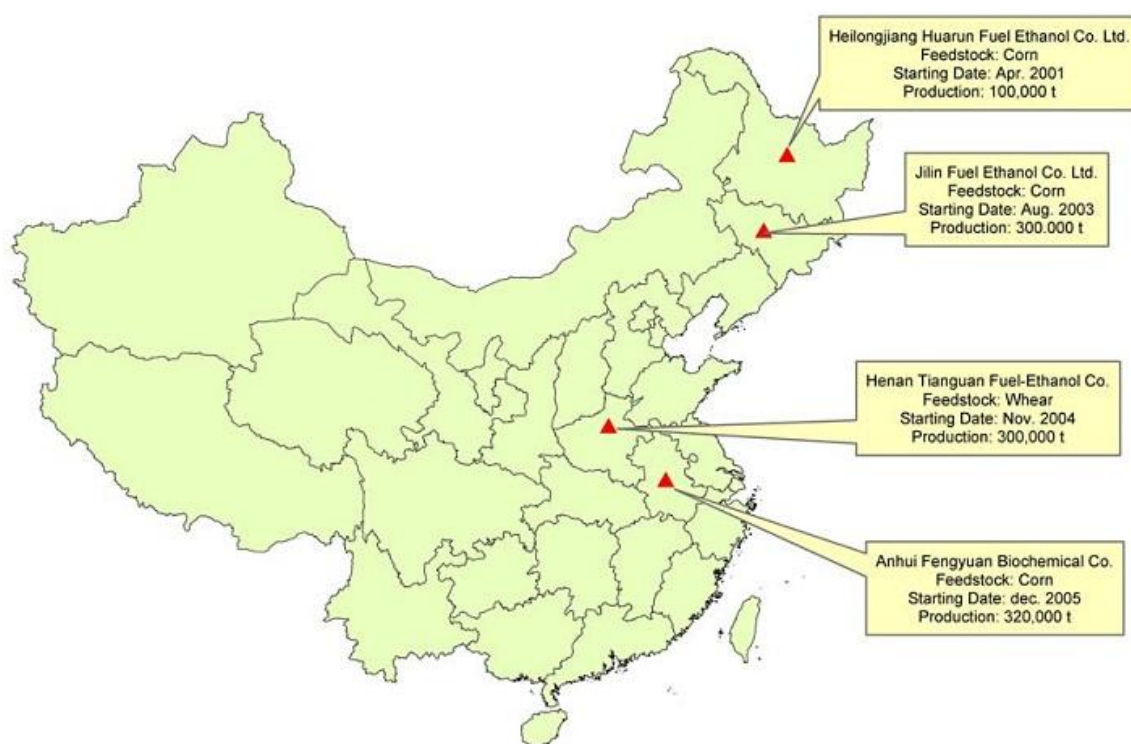 Heilongjiang Huarun Fuel Ethanol Co. Ltd.
Feedstock: Corn
Starting Date: Apr. 2001
Production: 100,000 t
Jilin Fuel Ethanol Co. Ltd.
Feedstock: Corn
Starting Date: Aug. 2003
Production: 300.000 t
Henan Tianguan Fuel-Ethanol Co.
Feedstock: Whear
Starting Date: Nov. 2004
Production: 300,000 t
Anhui Fengyuan Biochemical Co.
Feedstock: Corn
Starting Date: dec. 2005
Production: 320,000 t